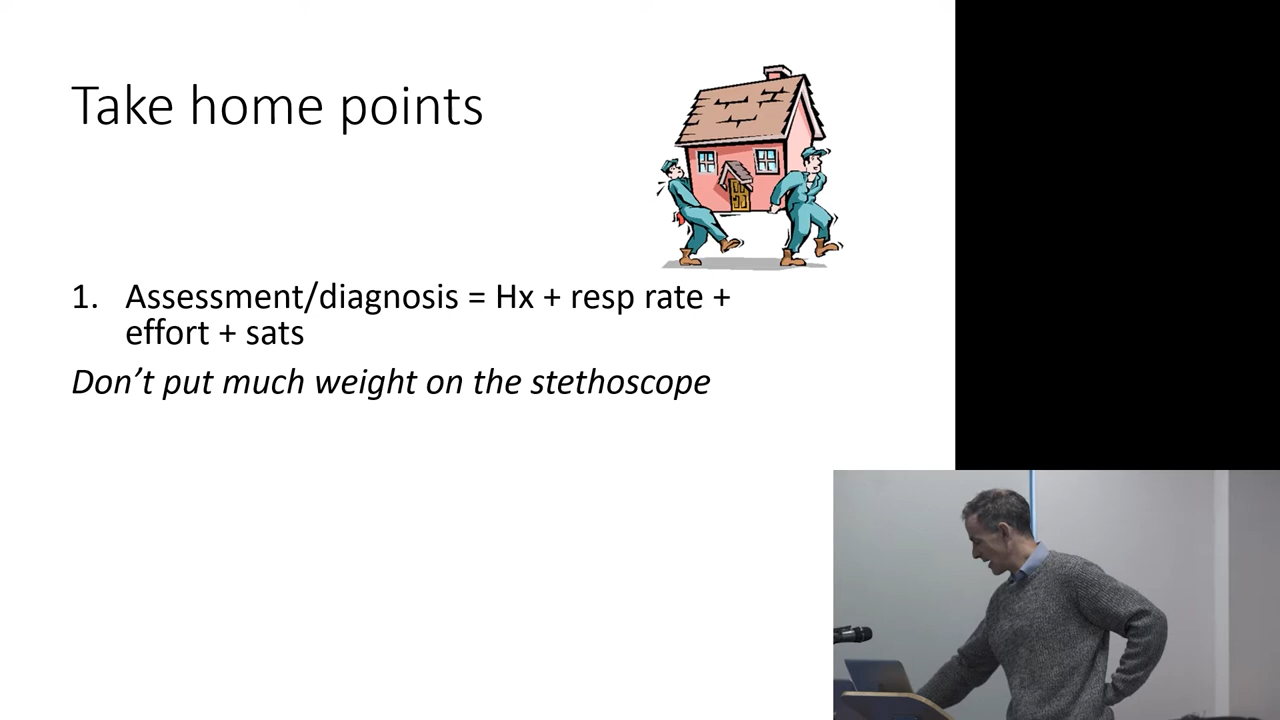 Take home points
1. Assessment/diagnosis = Hx + resp rate +
effort + sats
Don’t put much weight on the stethoscope